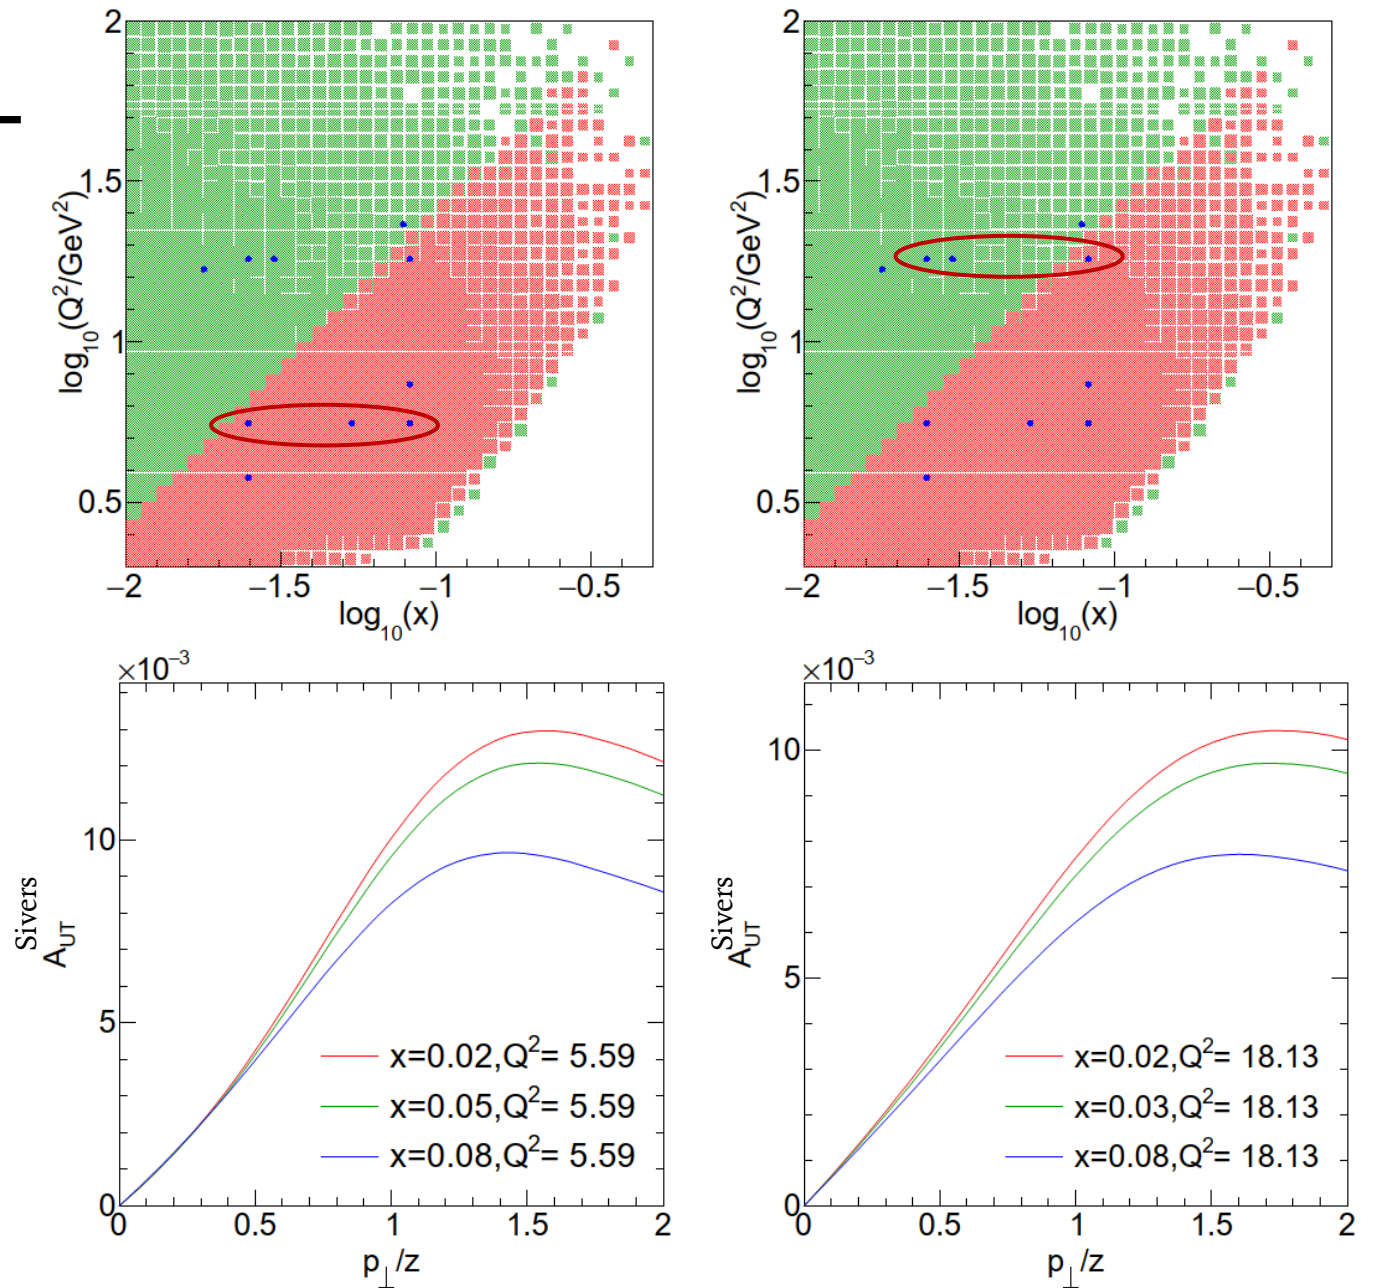 2
2
1.5
1.5
1
1
0.5
0.5
log₁₀(Q²/GeV²)
log₁₀(Q²/GeV²)
−2 −1.5 −1 −0.5
−2 −1.5 −1 −0.5
log₁₀(x)
log₁₀(x)
×10⁻³
×10⁻³
10
5
0
Sivers
A_UT
x=0.02,Q²= 5.59
x=0.05,Q²= 5.59
x=0.08,Q²= 5.59
0 0.5 1 1.5 2
p⊥/z
10
5
0
Sivers
A_UT
x=0.02,Q²= 18.13
x=0.03,Q²= 18.13
x=0.08,Q²= 18.13
0 0.5 1 1.5 2
p⊥/z